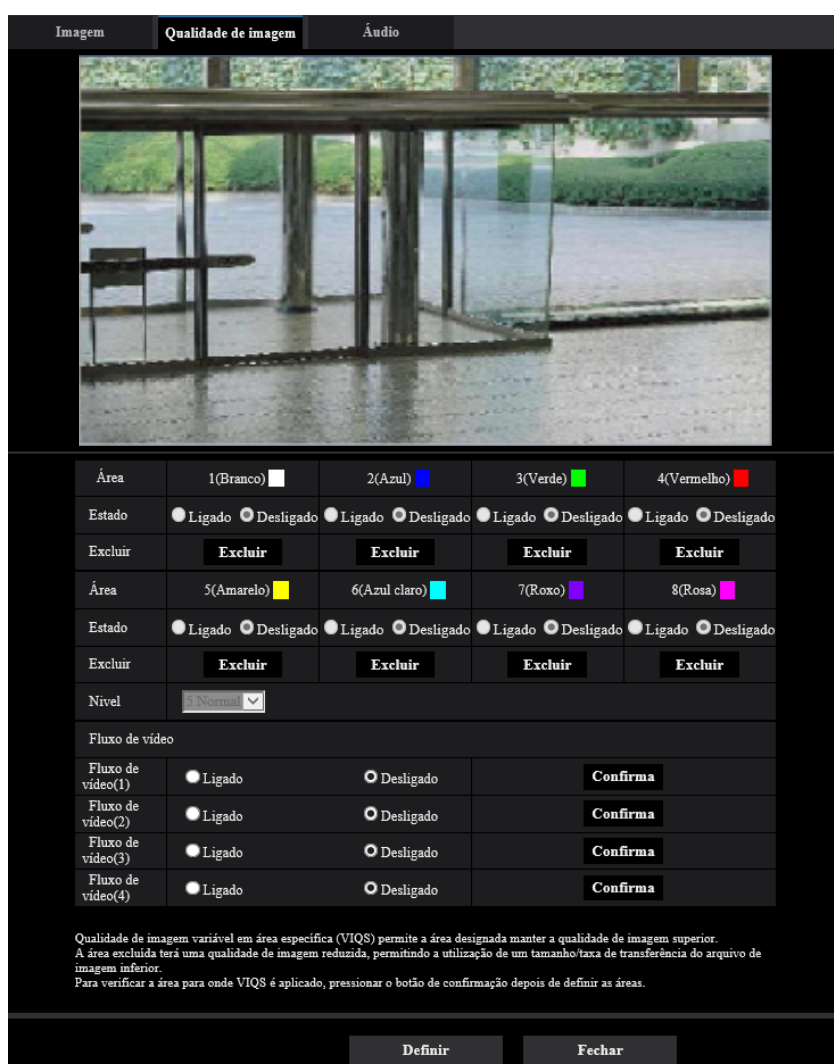 Imagem Qualidade de imagem Áudio
Área 1(Branco) 2(Azul) 3(Verde) 4(Vermelho)
Estado Ligado Desligado Ligado Desligado Ligado Desligado Ligado Desligado
Excluir Excluir Excluir Excluir Excluir
Área 5(Amarelo) 6(Azul claro) 7(Roxo) 8(Rosa)
Estado Ligado Desligado Ligado Desligado Ligado Desligado Ligado Desligado
Excluir Excluir Excluir Excluir Excluir
Nivel 5 Normal
Fluxo de vídeo
Fluxo de vídeo(1) Ligado Desligado Confirma
Fluxo de vídeo(2) Ligado Desligado Confirma
Fluxo de vídeo(3) Ligado Desligado Confirma
Fluxo de vídeo(4) Ligado Desligado Confirma
Qualidade de imagem variável em área específica (VIQS) permite a área designada manter a qualidade de imagem superior.
A área excluída terá uma qualidade de imagem reduzida, permitindo a utilização de um tamanho/taxa de transferência do arquivo de
imagem inferior.
Para verificar a área para onde VIQS é aplicado, pressionar o botão de confirmação depois de definir as áreas.
Definir Fechar